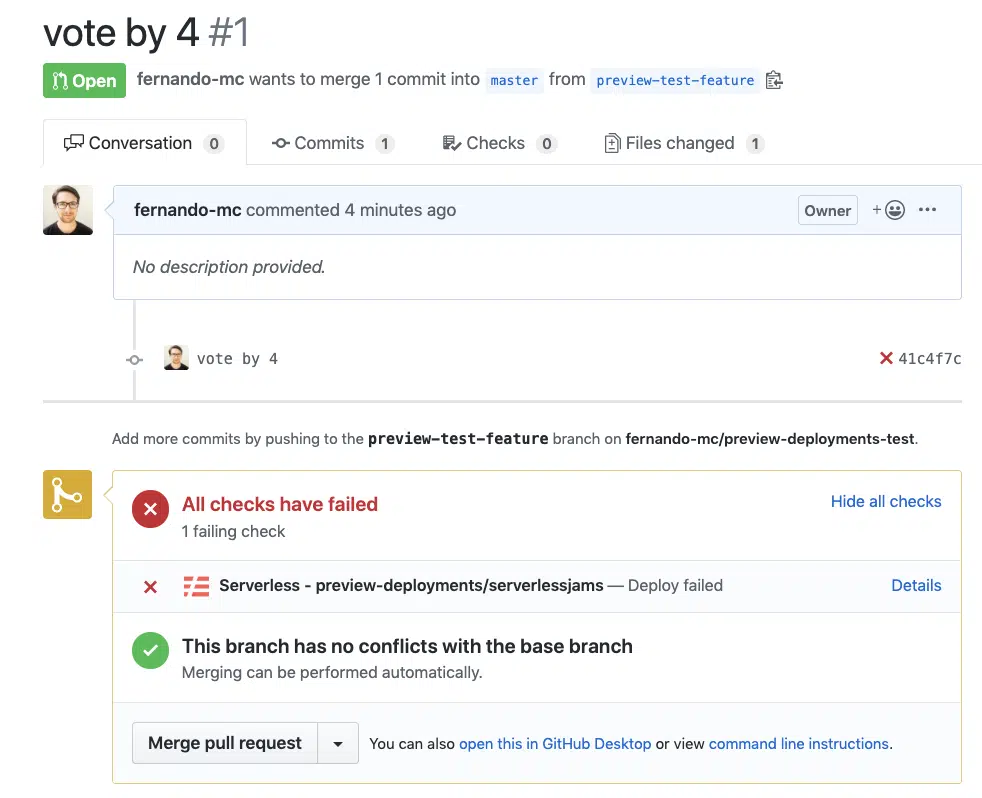 vote by 4 #1
Open fernando-mc wants to merge 1 commit into master from preview-test-feature
Conversation 0 Commits 1 Checks 0 Files changed 1
fernando-mc commented 4 minutes ago Owner + ...
No description provided.
vote by 4 41c4f7c
Add more commits by pushing to the preview-test-feature branch on fernando-mc/preview-deployments-test.
All checks have failed Hide all checks
1 failing check
Serverless - preview-deployments/serverlessjams — Deploy failed Details
This branch has no conflicts with the base branch
Merging can be performed automatically.
Merge pull request You can also open this in GitHub Desktop or view command line instructions.